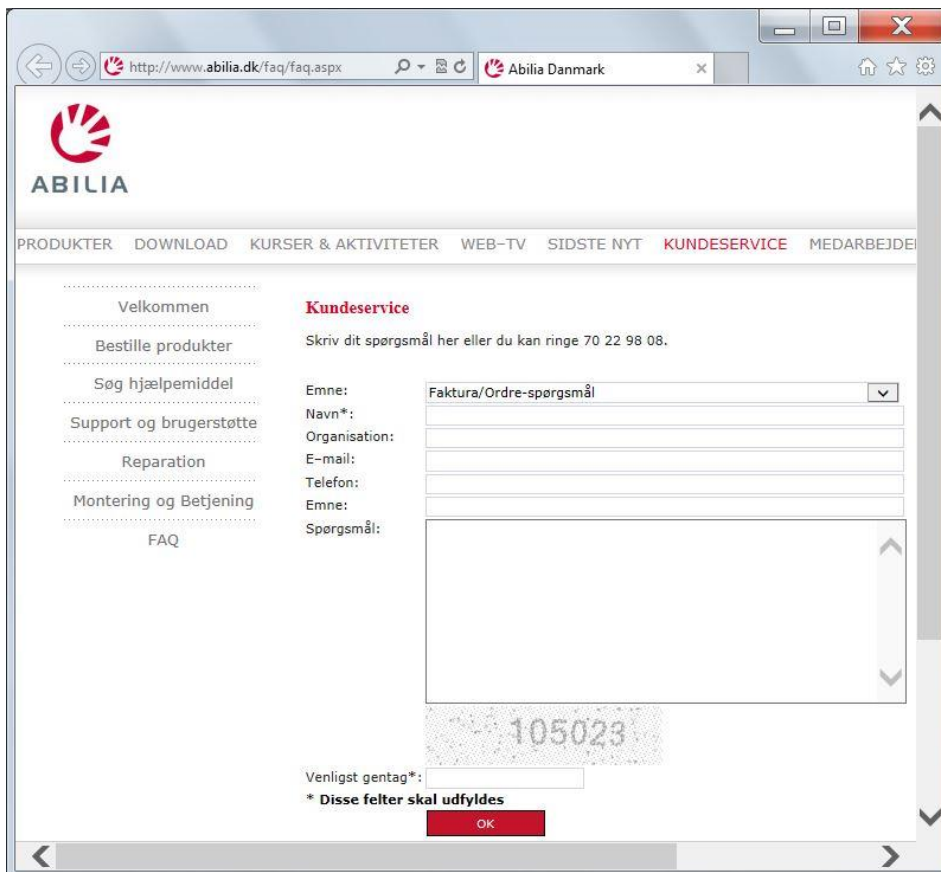 http://www.abilia.dk/faq/faq.aspx
Abilia Danmark
ABILIA
PRODUKTER DOWNLOAD KURSER & AKTIVITETER WEB-TV SIDSTE NYT KUNDESERVICE MEDARBEJDE
Velkommen
Bestille produkter
Søg hjælpemiddel
Support og brugerstøtte
Reparation
Montering og Betjening
FAQ
Kundeservice
Skriv dit spørgsmål her eller du kan ringe 70 22 98 08.
Emne: Faktura/Ordre-spørgsmål
Navn*:
Organisation:
E-mail:
Telefon:
Emne:
Spørgsmål:
105023
Venligst gentag*:
* Disse felter skal udfyldes
OK